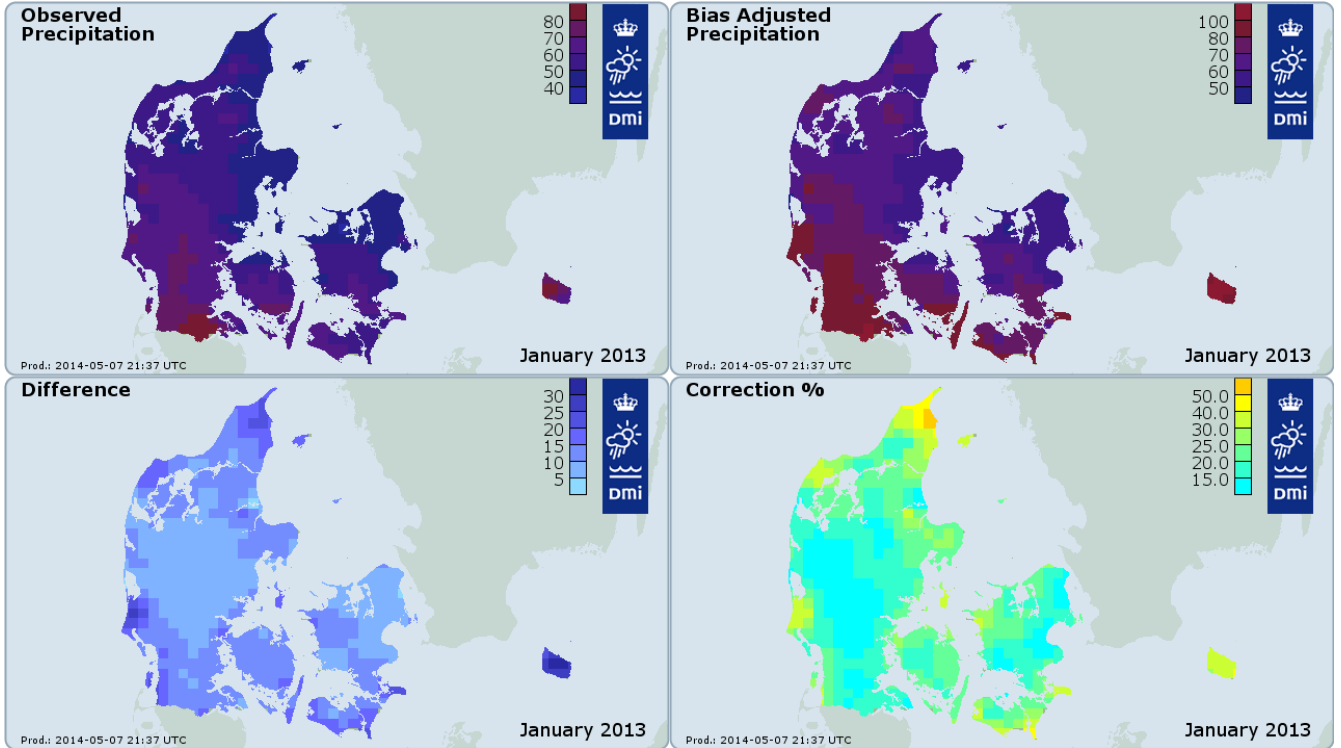 Observed
Precipitation
80
70
60
50
40
DMi
Prod.: 2014-05-07 21:37 UTC
January 2013
Bias Adjusted
Precipitation
100
80
70
60
50
DMi
Prod.: 2014-05-07 21:37 UTC
January 2013
Difference
30
25
20
15
10
5
DMi
Prod.: 2014-05-07 21:37 UTC
January 2013
Correction %
50.0
40.0
30.0
25.0
20.0
15.0
DMi
Prod.: 2014-05-07 21:37 UTC
January 2013